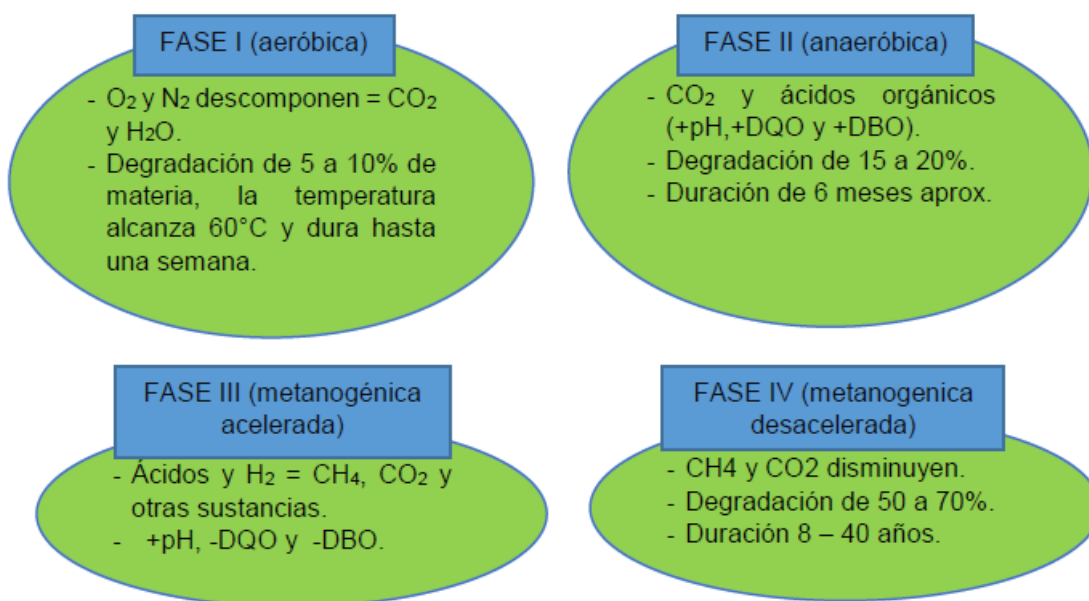 FASE I (aeróbica)
- O₂ y N₂ descomponen = CO₂
y H₂O.
- Degradación de 5 a 10% de
materia, la temperatura
alcanza 60°C y dura hasta
una semana.
FASE II (anaeróbica)
- CO₂ y ácidos orgánicos
(+pH,+DQO y +DBO).
- Degradación de 15 a 20%.
- Duración de 6 meses aprox.
FASE III (metanogénica
acelerada)
- Ácidos y H₂ = CH₄, CO₂ y
otras sustancias.
- +pH, -DQO y -DBO.
FASE IV (metanogenica
desacelerada)
- CH4 y CO2 disminuyen.
- Degradación de 50 a 70%.
- Duración 8 – 40 años.